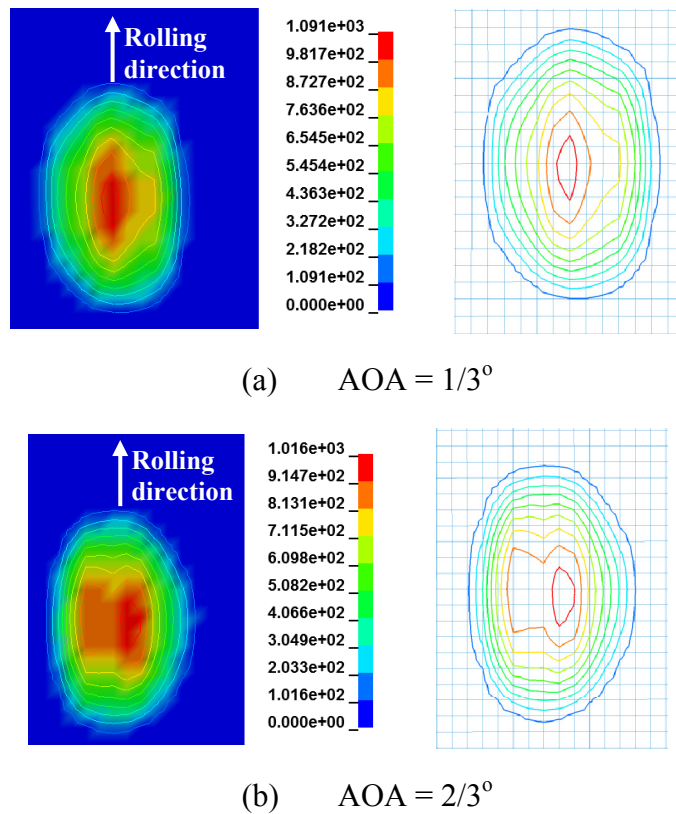 Rolling
direction
1.091e+03
9.817e+02
8.727e+02
7.636e+02
6.545e+02
5.454e+02
4.363e+02
3.272e+02
2.182e+02
1.091e+02
0.000e+00
(a) AOA = 1/3º
Rolling
direction
1.016e+03
9.147e+02
8.131e+02
7.115e+02
6.098e+02
5.082e+02
4.066e+02
3.049e+02
2.033e+02
1.016e+02
0.000e+00
(b) AOA = 2/3º